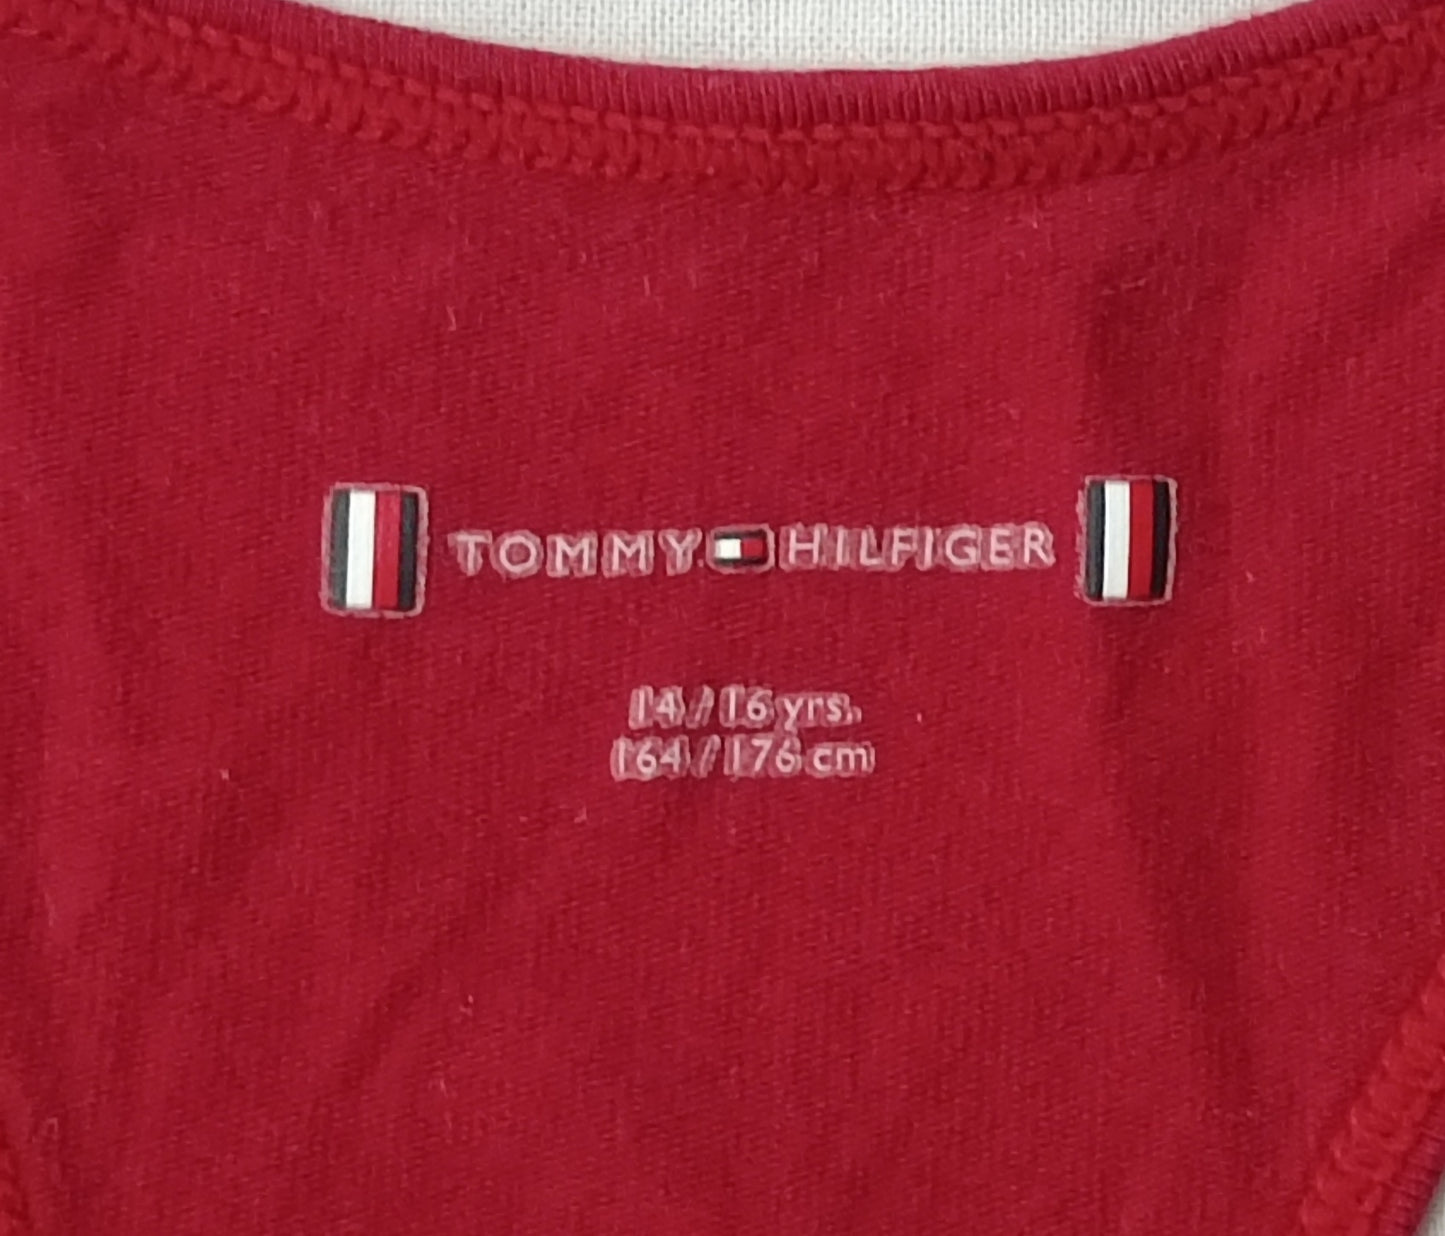 TOMMY HILFIGER
14/16 yrs.
164/176 cm